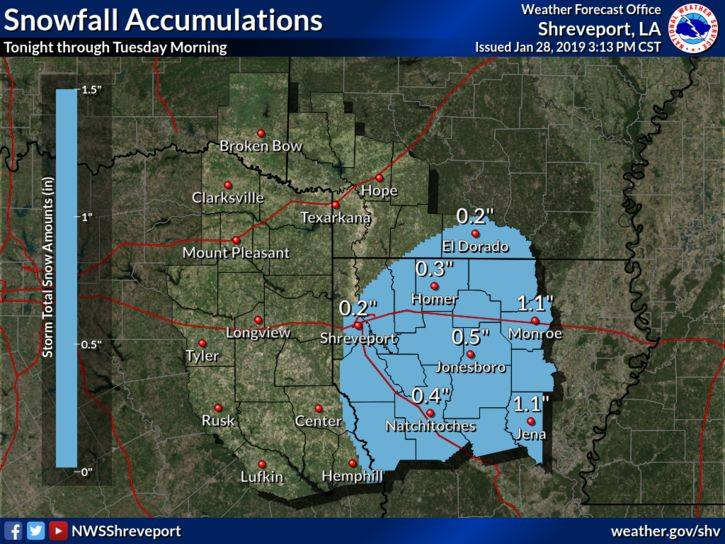 Snowfall Accumulations
Tonight through Tuesday Morning
Weather Forecast Office
Shreveport, LA
Issued Jan 28, 2019 3:13 PM CST
NATIONAL WEATHER SERVICE
Storm Total Snow Amounts (in)
1.5"
1"
0.5"
0"
Broken Bow
Clarksville
Hope
Texarkana
Mount Pleasant
0.2"
El Dorado
0.3"
Homer
0.2"
Shreveport
1.1"
Monroe
Longview
Tyler
0.5"
Jonesboro
0.4"
Natchitoches
1.1"
Jena
Rusk
Center
Lufkin
Hemphill
NWSShreveport
weather.gov/shv